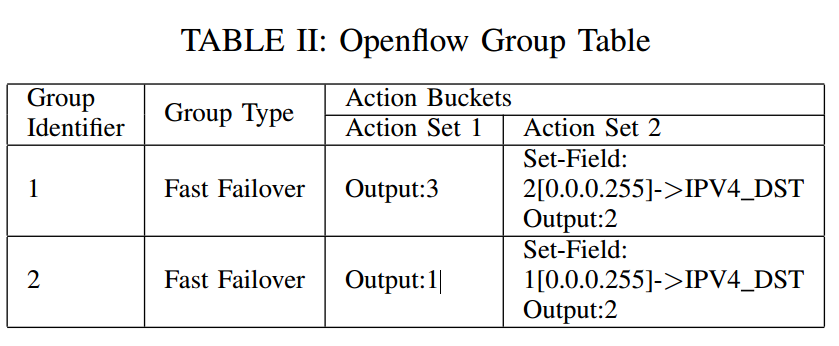 TABLE II: Openflow Group Table
Group
Identifier
Group Type
Action Buckets
Action Set 1
Action Set 2
1
Fast Failover
Output:3
Set-Field:
2[0.0.0.255]->IPV4_DST
Output:2
2
Fast Failover
Output:1
Set-Field:
1[0.0.0.255]->IPV4_DST
Output:2